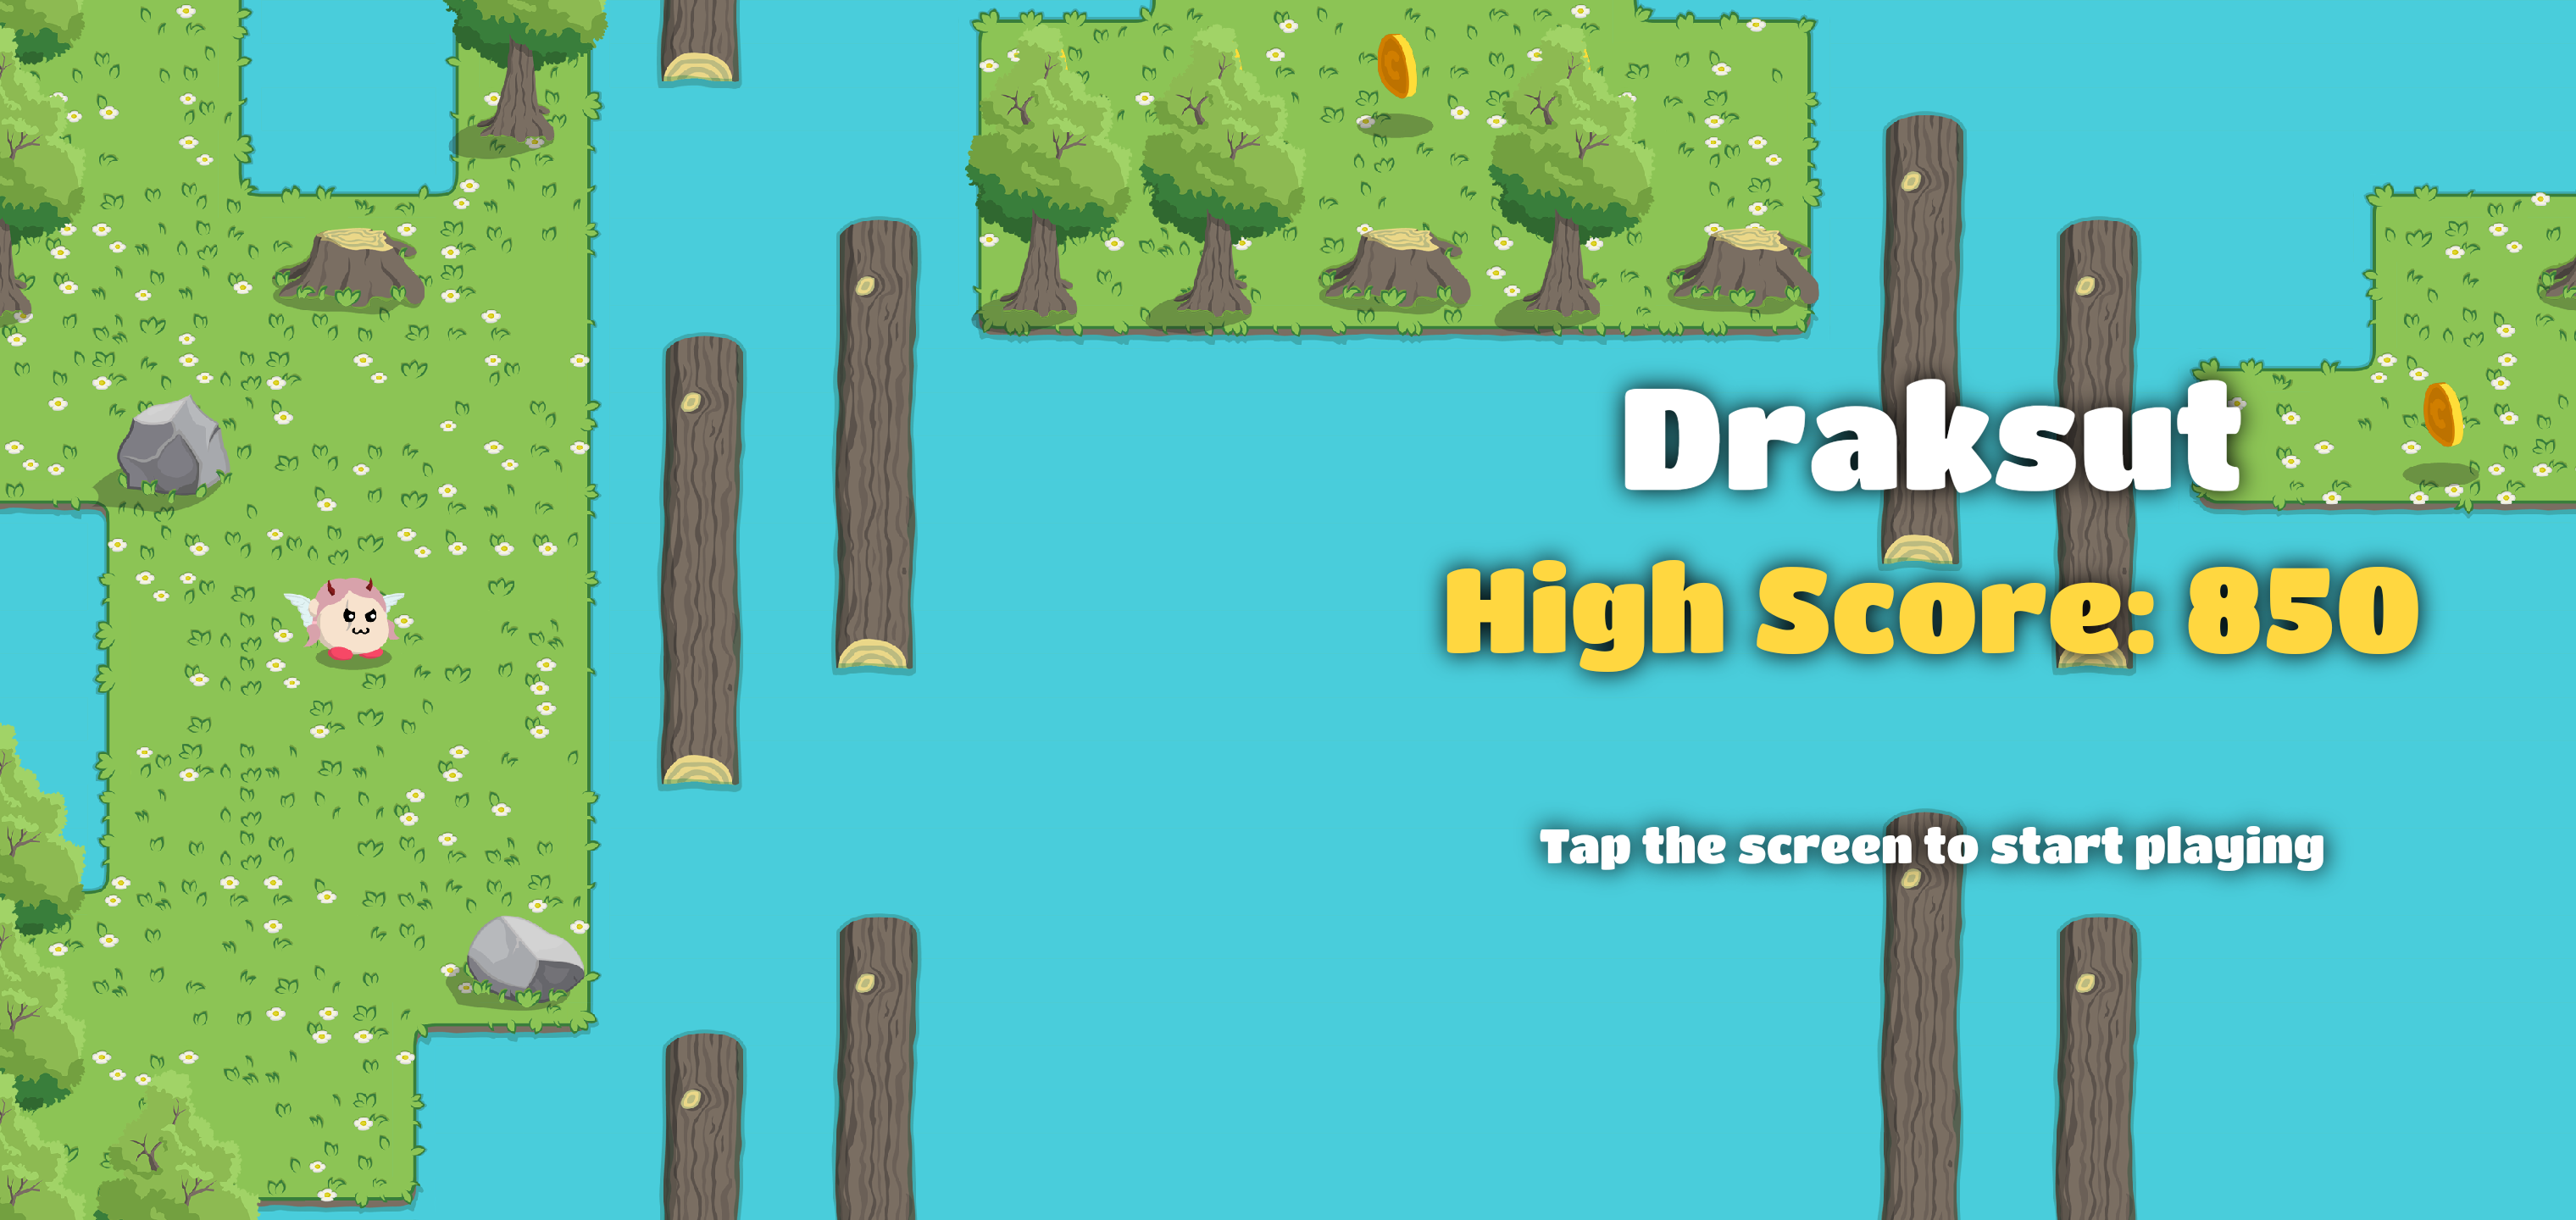 Draksut
High Score: 850
Tap the screen to start playing